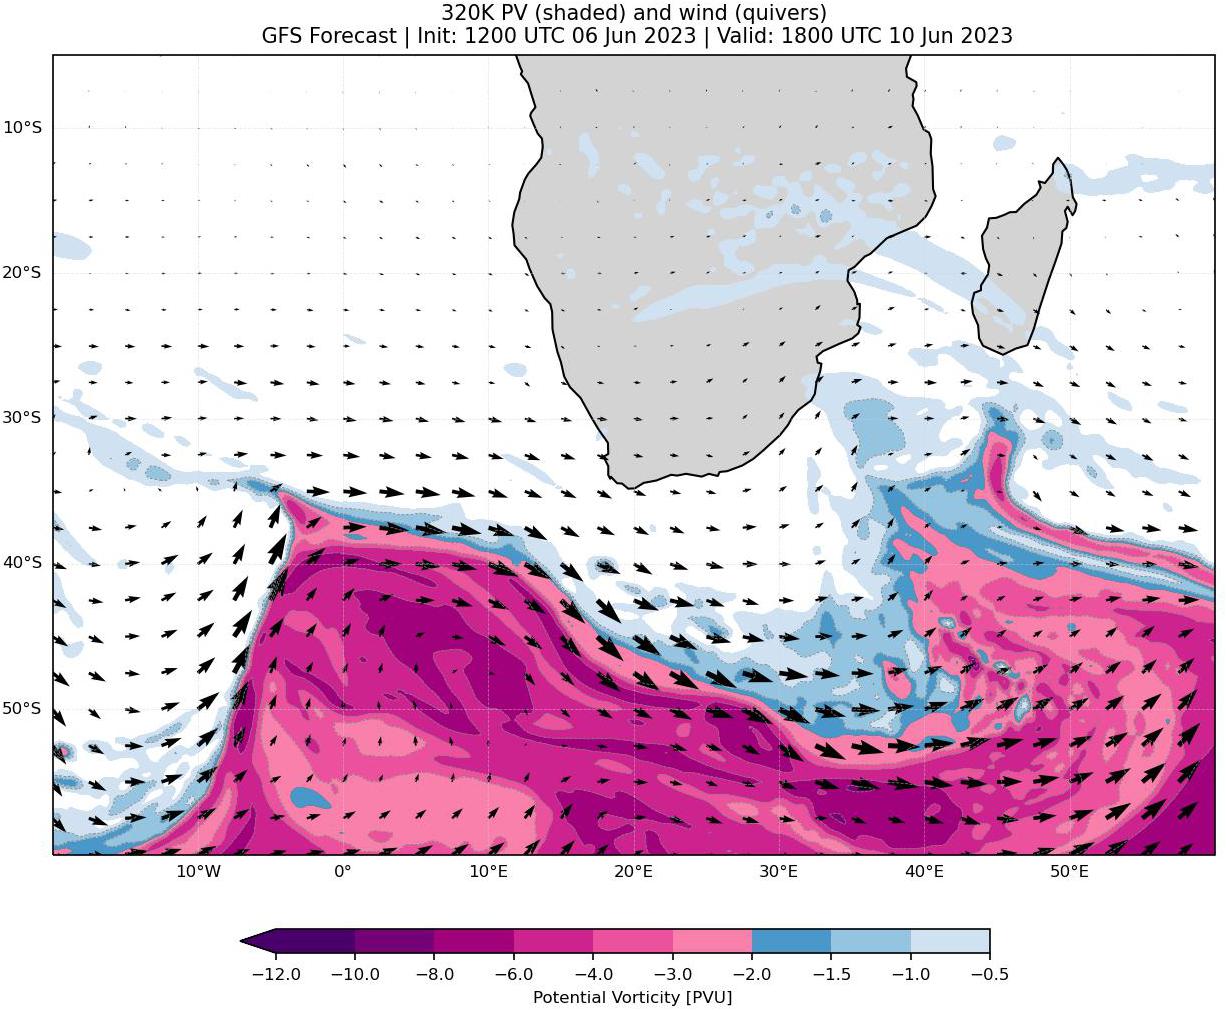 320K PV (shaded) and wind (quivers)
GFS Forecast | Init: 1200 UTC 06 Jun 2023 | Valid: 1800 UTC 10 Jun 2023
10°S
20°S
30°S
40°S
50°S
10°W 0° 10°E 20°E 30°E 40°E 50°E
−12.0 −10.0 −8.0 −6.0 −4.0 −3.0 −2.0 −1.5 −1.0 −0.5
Potential Vorticity [PVU]